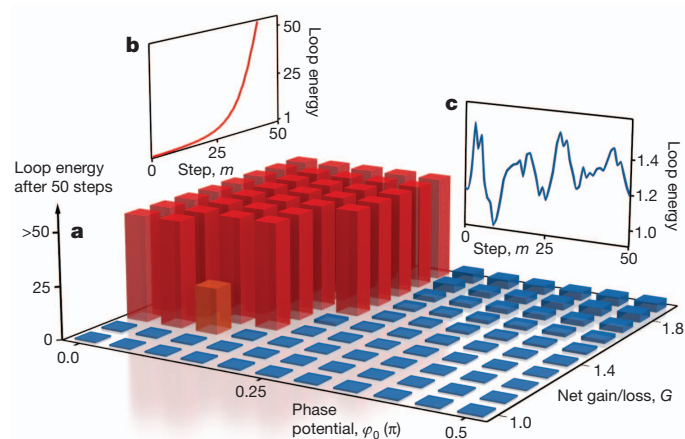 b
50
25
1
Loop energy
0
25
50
Step, m
c
1.4
1.2
1.0
Loop energy
0
Step, m
25
50
Loop energy
after 50 steps
a
>50
25
0
0.0
0.25
0.5
Phase
potential, φ₀ (π)
1.0
1.4
1.8
Net gain/loss, G